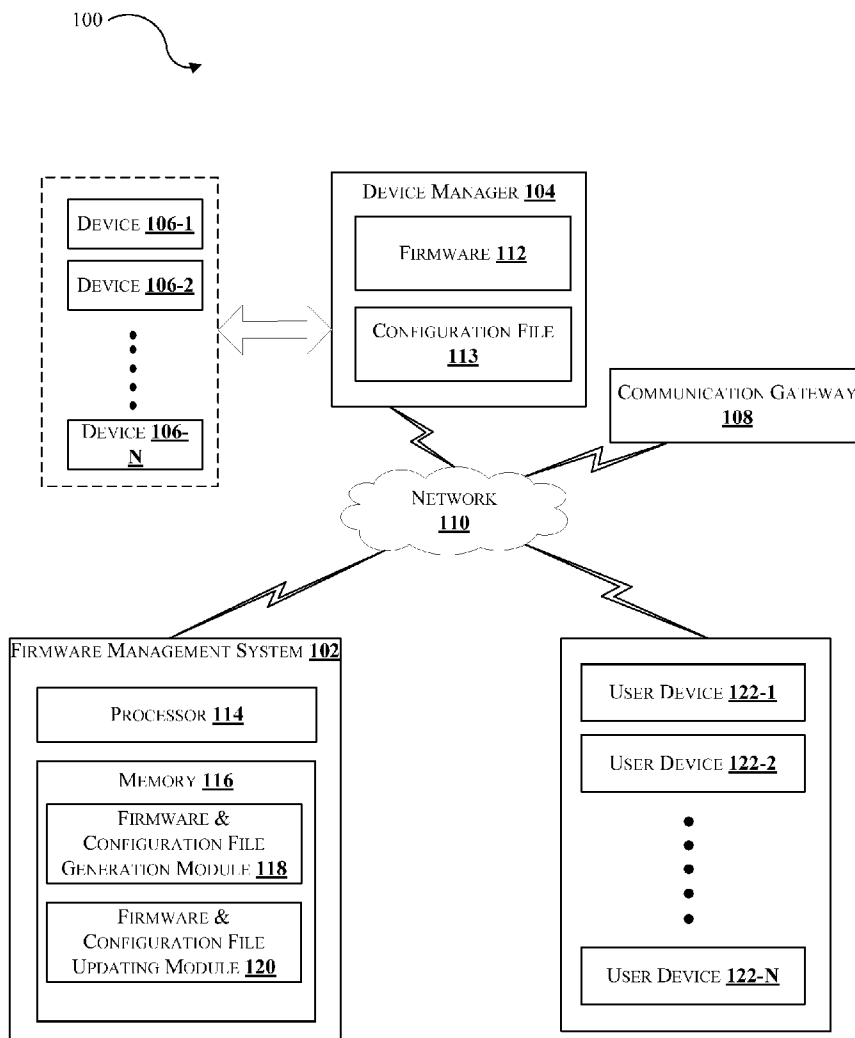 100
DEVICE MANAGER 104
FIRMWARE 112
CONFIGURATION FILE
113
DEVICE 106-1
DEVICE 106-2
DEVICE 106-
N
COMMUNICATION GATEWAY
108
NETWORK
110
FIRMWARE MANAGEMENT SYSTEM 102
PROCESSOR 114
MEMORY 116
FIRMWARE &
CONFIGURATION FILE
GENERATION MODULE 118
FIRMWARE &
CONFIGURATION FILE
UPDATING MODULE 120
USER DEVICE 122-1
USER DEVICE 122-2
USER DEVICE 122-N